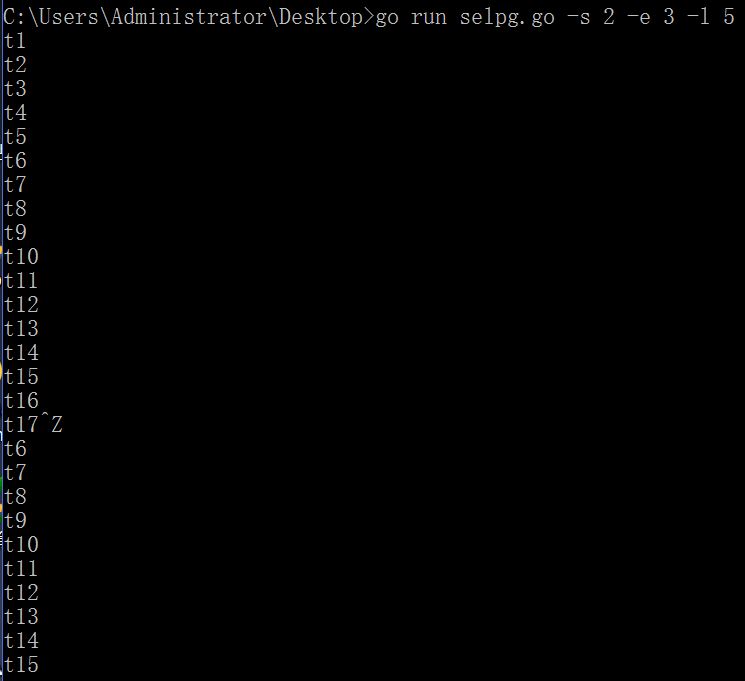 C:\Users\Administrator\Desktop>go run selpg.go -s 2 -e 3 -l 5
t1
t2
t3
t4
t5
t6
t7
t8
t9
t10
t11
t12
t13
t14
t15
t16
t17^Z
t6
t7
t8
t9
t10
t11
t12
t13
t14
t15